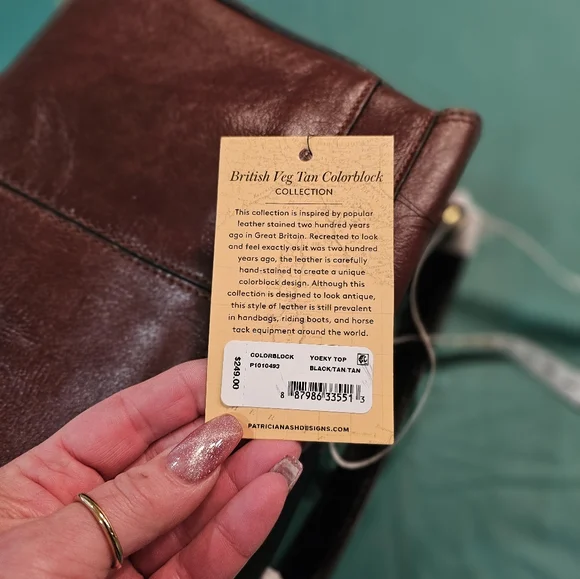 British Veg Tan Colorblock
COLLECTION
This collection is inspired by popular
leather stained two hundred years
ago in Great Britain. Recreated to look
and feel exactly as it was two hundred
years ago, the leather is carefully
hand-stained to create a unique
colorblock design. Although this
collection is designed to look antique,
this style of leather is still prevalent
in handbags, riding boots, and horse
tack equipment around the world.
$249.00
COLORBLOCK YOEKY TOP
P1010493 BLACK/TAN TAN
8 87986 33551 3
PATRICIANASHDESIGNS.COM